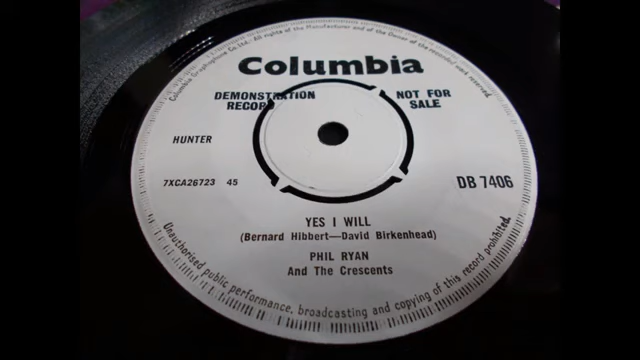 Columbia Graphophone Co. Ltd. All rights of the Manufacturer and of the Owner of the recorded work reserved.
Columbia
DEMONSTRATION
RECORD
NOT FOR
SALE
HUNTER
7XCA26723 45
DB 7406
YES I WILL
(Bernard Hibbert—David Birkenhead)
PHIL RYAN
And The Crescents
Unauthorised public performance, broadcasting and copying of this record prohibited.